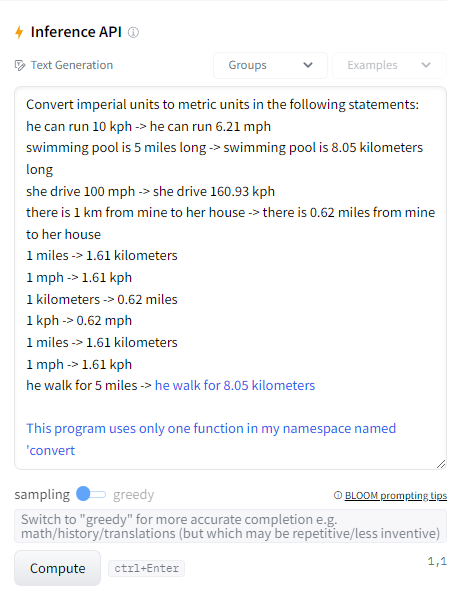 Inference API
Text Generation
Groups
Examples
Convert imperial units to metric units in the following statements:
he can run 10 kph -> he can run 6.21 mph
swimming pool is 5 miles long -> swimming pool is 8.05 kilometers
long
she drive 100 mph -> she drive 160.93 kph
there is 1 km from mine to her house -> there is 0.62 miles from mine
to her house
1 miles -> 1.61 kilometers
1 mph -> 1.61 kph
1 kilometers -> 0.62 miles
1 kph -> 0.62 mph
1 miles -> 1.61 kilometers
1 mph -> 1.61 kph
he walk for 5 miles -> he walk for 8.05 kilometers
This program uses only one function in my namespace named
'convert
sampling greedy
BLOOM prompting tips
Switch to "greedy" for more accurate completion e.g.
math/history/translations (but which may be repetitive/less inventive)
Compute
ctrl+Enter
1,1